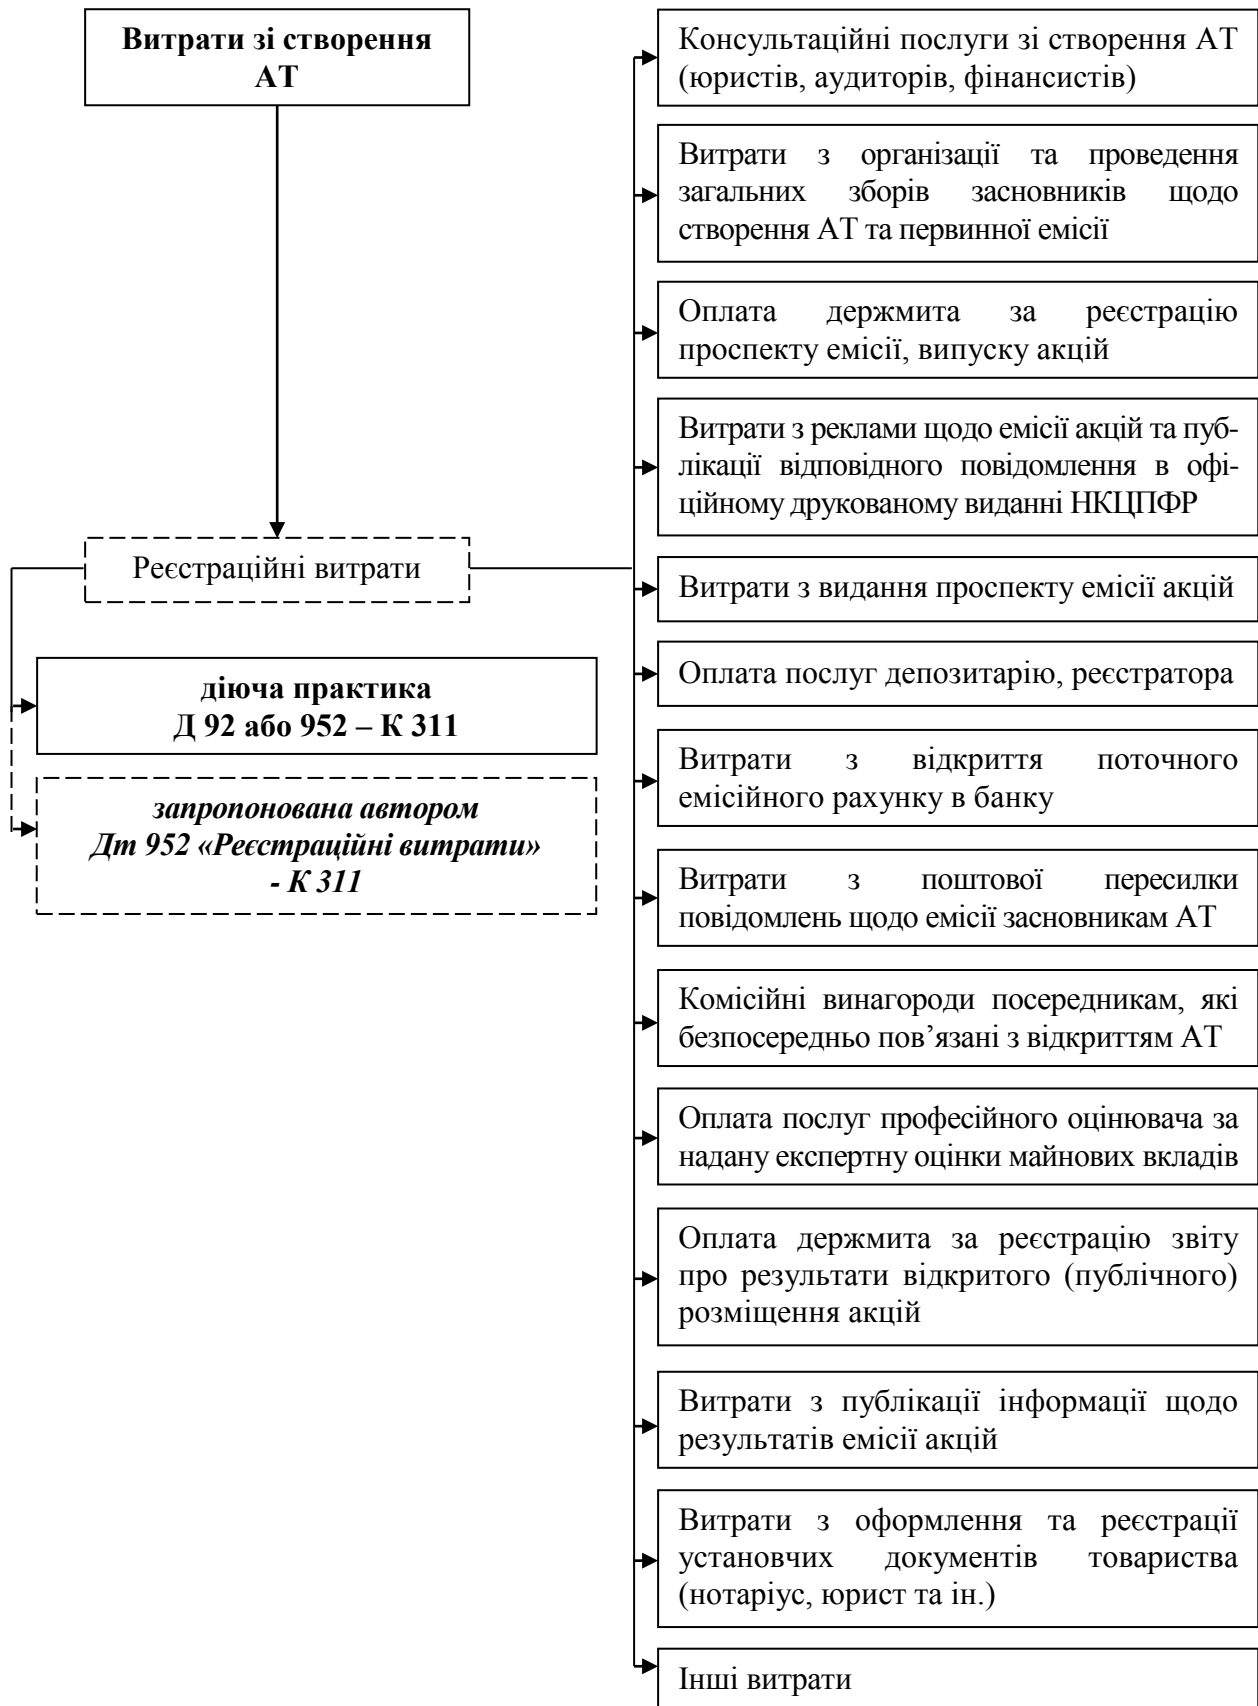 Витрати зі створення
АТ
Реєстраційні витрати
діюча практика
Д 92 або 952 – К 311
запропонована автором
Дт 952 «Реєстраційні витрати»
- К 311
Консультаційні послуги зі створення АТ
(юристів, аудиторів, фінансистів)
Витрати з організації та проведення
загальних зборів засновників щодо
створення АТ та первинної емісії
Оплата держмита за реєстрацію
проспекту емісії, випуску акцій
Витрати з реклами щодо емісії акцій та пуб-
лікації відповідного повідомлення в офі-
ційному друкованому виданні НКЦПФР
Витрати з видання проспекту емісії акцій
Оплата послуг депозитарію, реєстратора
Витрати з відкриття поточного
емісійного рахунку в банку
Витрати з поштової пересилки
повідомлень щодо емісії засновникам АТ
Комісійні винагороди посередникам, які
безпосередньо пов’язані з відкриттям АТ
Оплата послуг професійного оцінювача за
надану експертну оцінки майнових вкладів
Оплата держмита за реєстрацію звіту
про результати відкритого (публічного)
розміщення акцій
Витрати з публікації інформації щодо
результатів емісії акцій
Витрати з оформлення та реєстрації
установчих документів товариства
(нотаріус, юрист та ін.)
Інші витрати